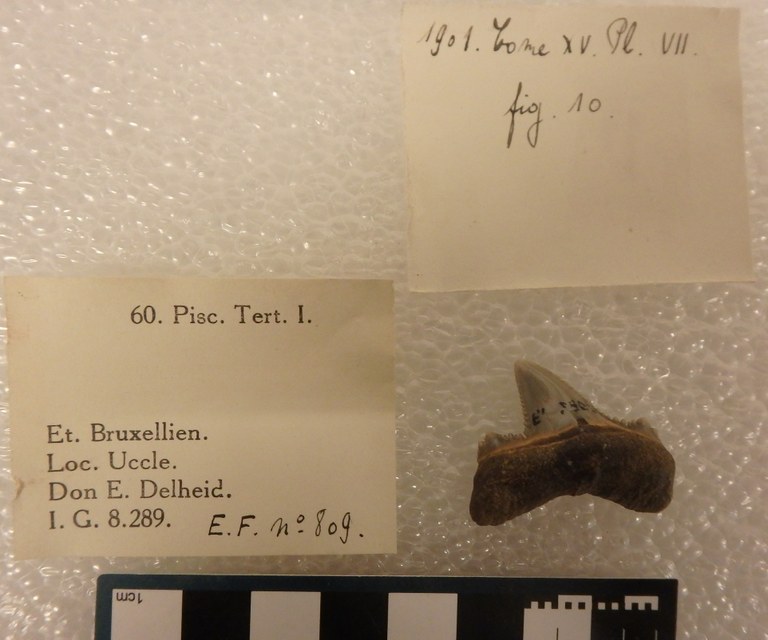 1901. Tome XV. Pl. VII.
fig. 10.
60. Pisc. Tert. I.
Et. Bruxellien.
Loc. Uccle.
Don E. Delheid.
I. G. 8.289. E.F. nº 809.
1cm